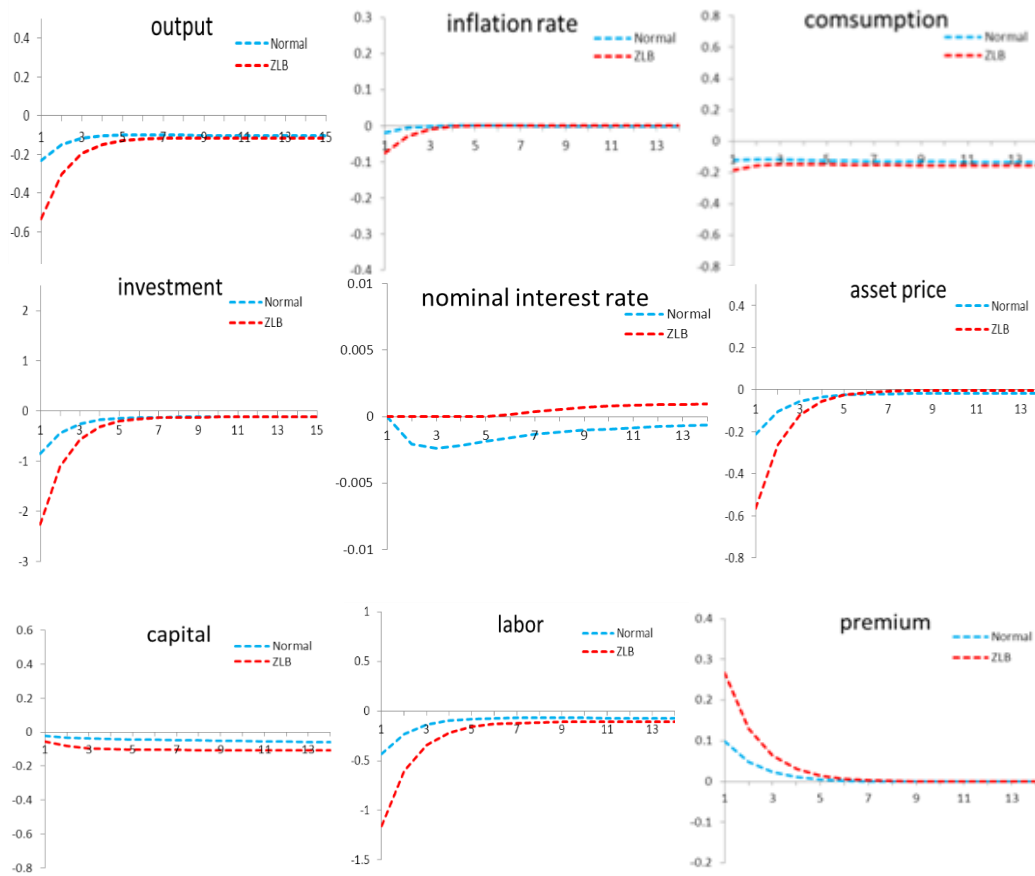 output
Normal
ZLB
0.4
0.2
0
-0.2
-0.4
-0.6
1 3 5 7 9 11 13 15
inflation rate
Normal
ZLB
0.3
0.2
0.1
0
-0.1
-0.2
-0.3
-0.4
1 3 5 7 9 11 13
comsumption
Normal
ZLB
0.8
0.6
0.4
0.2
0
-0.2
-0.4
-0.6
-0.8
1 3 5 7 9 11 13
investment
Normal
ZLB
2
1
0
-1
-2
-3
1 3 5 7 9 11 13 15
nominal interest rate
Normal
ZLB
0.01
0.005
0
-0.005
-0.01
1 3 5 7 9 11 13
asset price
Normal
ZLB
0.4
0.2
0
-0.2
-0.4
-0.6
-0.8
1 3 5 7 9 11 13
capital
Normal
ZLB
0.6
0.4
0.2
0
-0.2
-0.4
-0.6
-0.8
1 3 5 7 9 11 13
labor
Normal
ZLB
1
0.5
0
-0.5
-1
-1.5
1 3 5 7 9 11 13
premium
Normal
ZLB
0.4
0.3
0.2
0.1
0
-0.1
-0.2
1 3 5 7 9 11 13